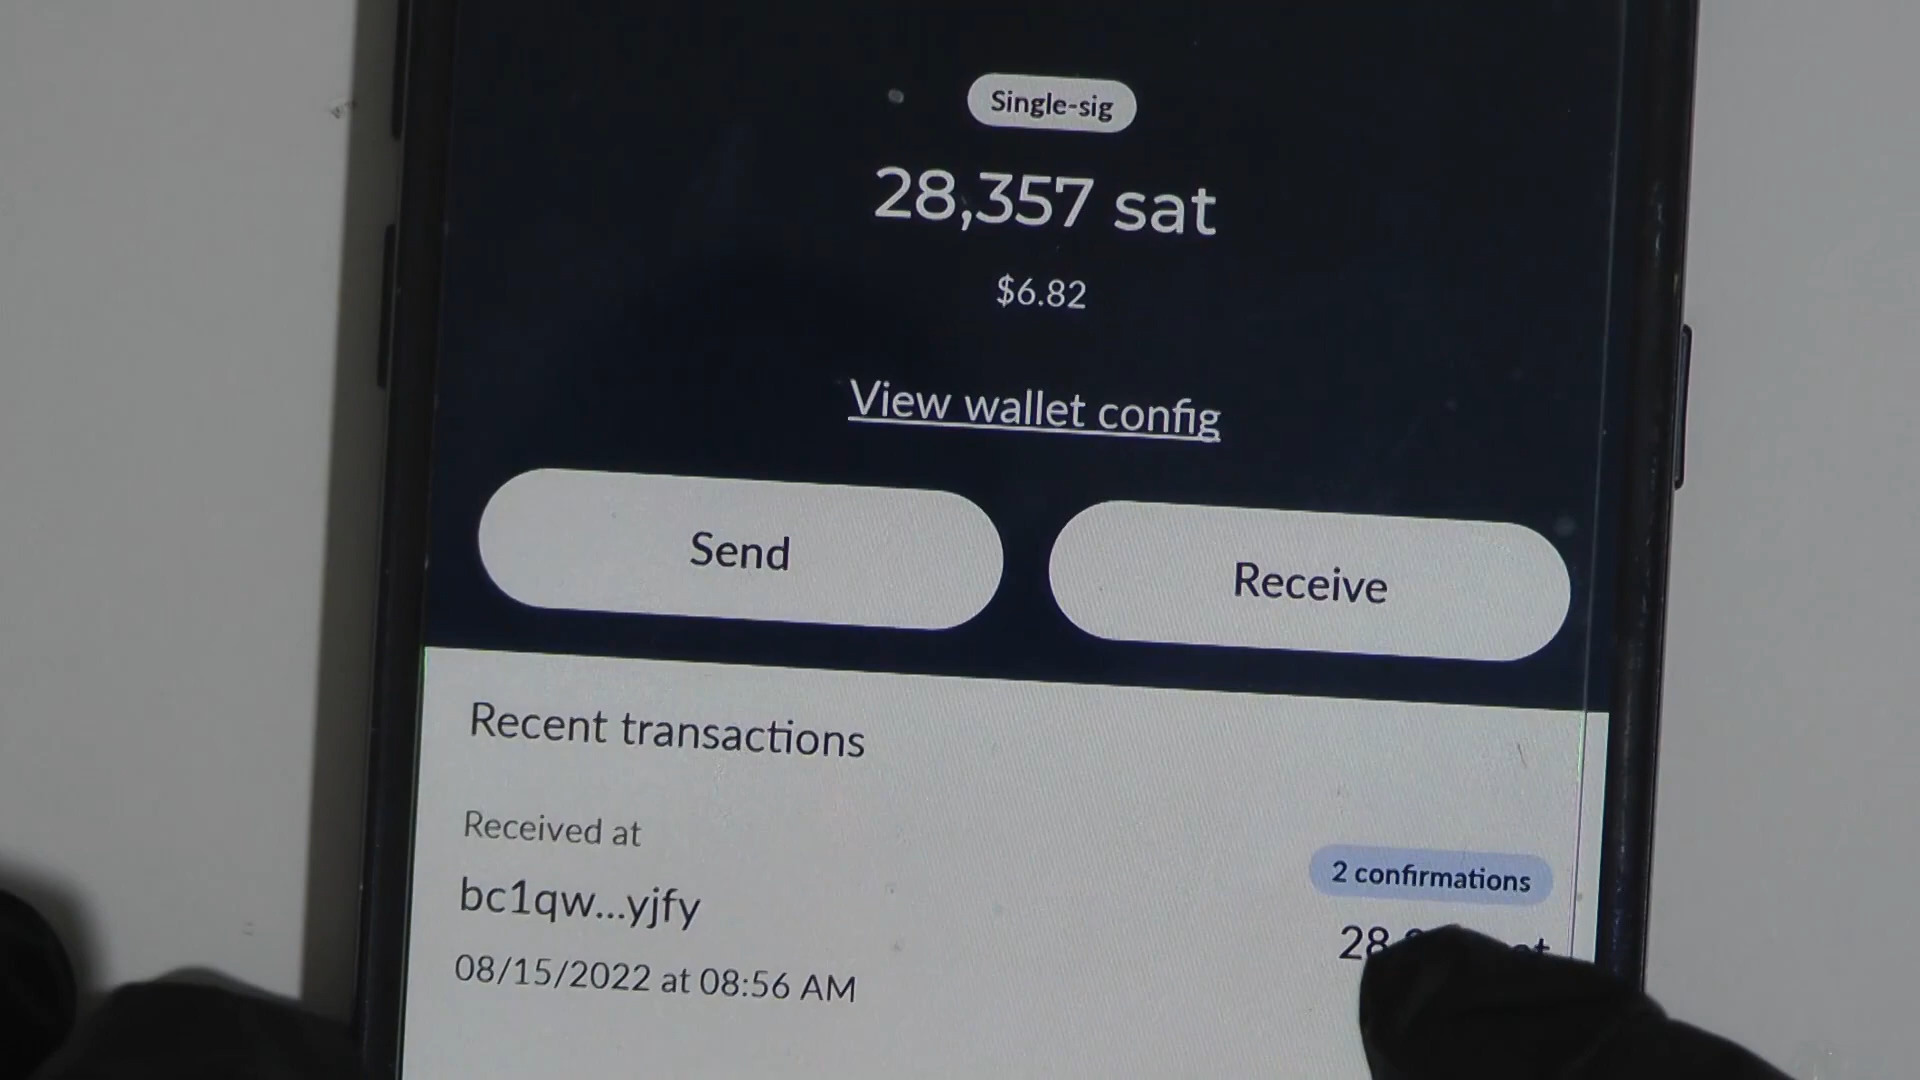 Single-sig
28,357 sat
$6.82
View wallet config
Send
Receive
Recent transactions
Received at
bc1qw...yjfy
2 confirmations
08/15/2022 at 08:56 AM